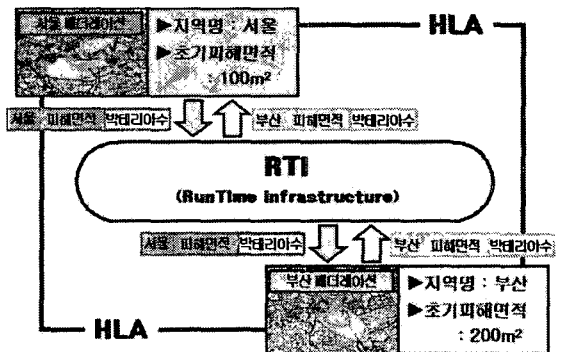 HLA
서울 페더레이션
▶지역명 : 서울
▶초기피해면적
: 100m²
서울 피해면적 박테리아수
부산 피해면적 박테리아수
RTI
(RunTime Infrastructure)
서울 피해면적 박테리아수
부산 피해면적 박테리아수
부산 페더레이션
▶지역명 : 부산
▶초기피해면적
: 200m²
HLA